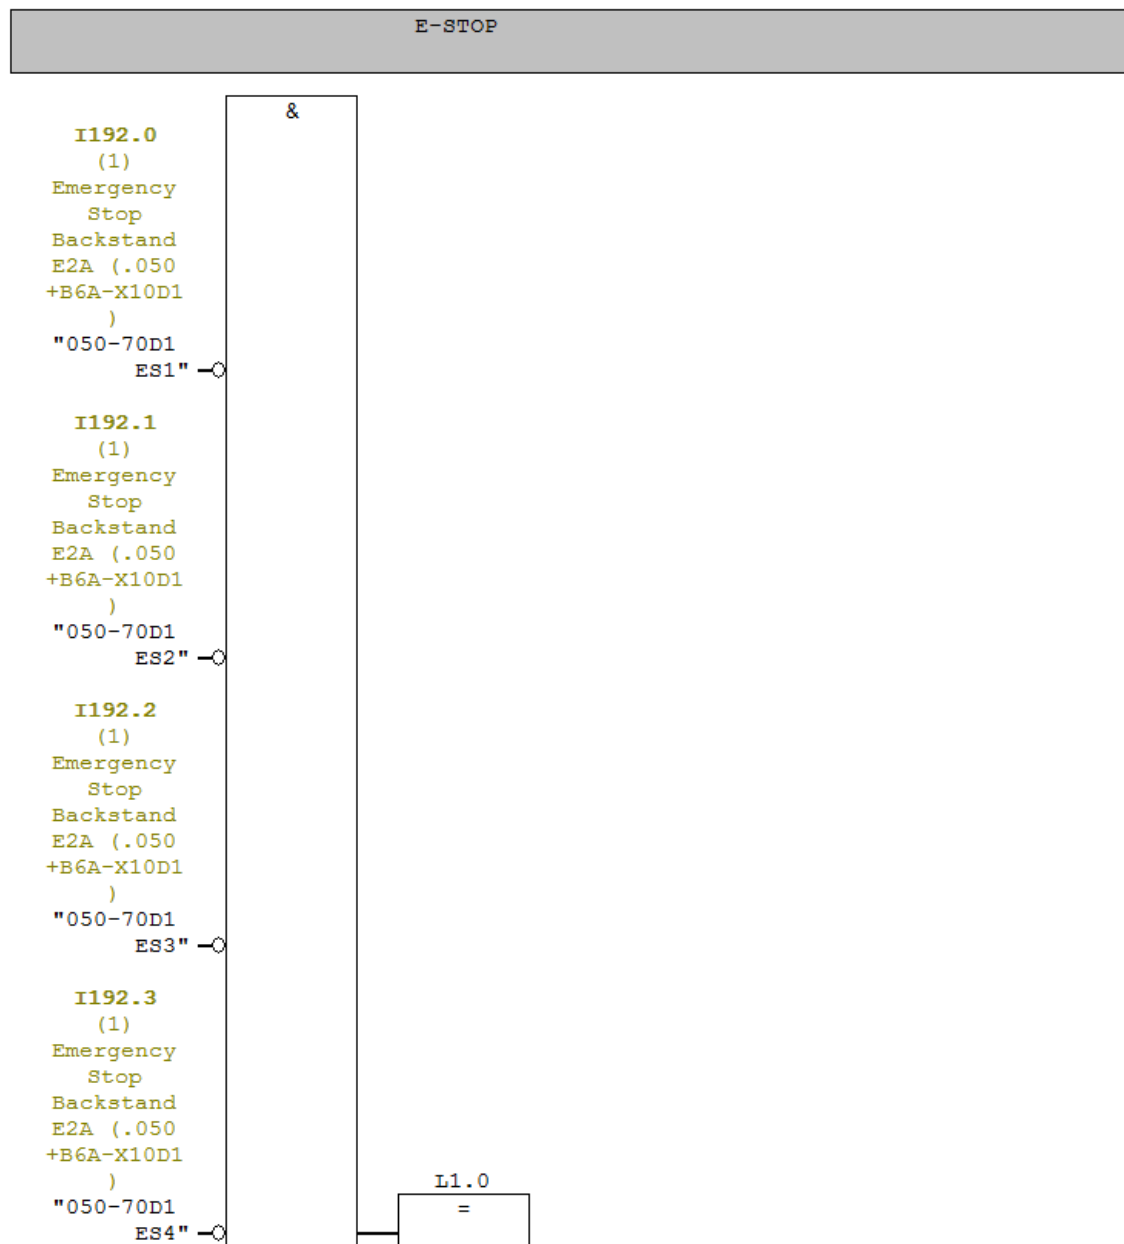 E-STOP
&
I192.0
(1)
Emergency
Stop
Backstand
E2A (.050
+B6A-X10D1
)
"050-70D1
ES1"
I192.1
(1)
Emergency
Stop
Backstand
E2A (.050
+B6A-X10D1
)
"050-70D1
ES2"
I192.2
(1)
Emergency
Stop
Backstand
E2A (.050
+B6A-X10D1
)
"050-70D1
ES3"
I192.3
(1)
Emergency
Stop
Backstand
E2A (.050
+B6A-X10D1
)
"050-70D1
ES4"
L1.0
=